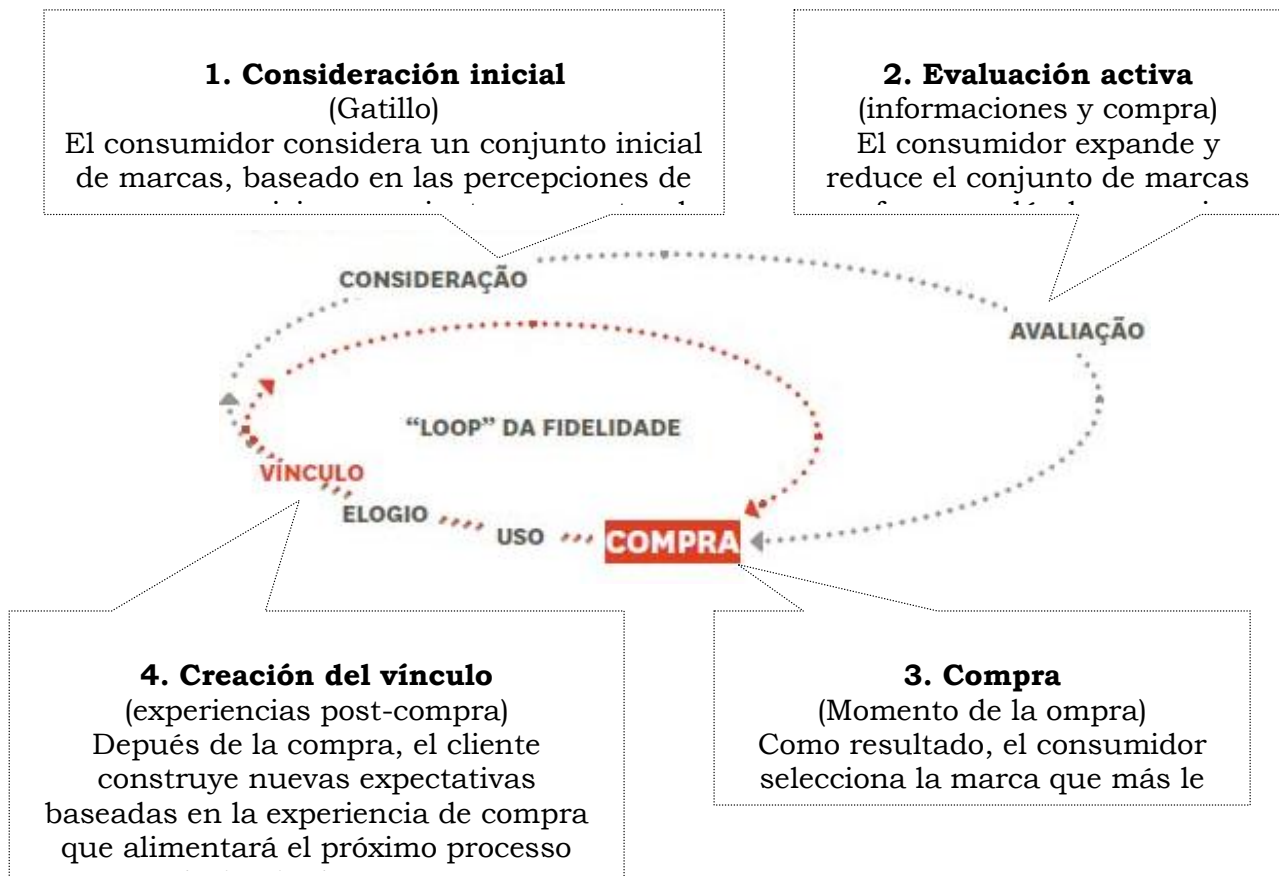 1. Consideración inicial
(Gatillo)
El consumidor considera un conjunto inicial
de marcas, baseado en las percepciones de
2. Evaluación activa
(informaciones y compra)
El consumidor expande y
reduce el conjunto de marcas
CONSIDERAÇÃO
AVALIAÇÃO
“LOOP” DA FIDELIDADE
VÍNCULO
ELOGIO
USO
COMPRA
4. Creación del vínculo
(experiencias post-compra)
Depués de la compra, el cliente
construye nuevas expectativas
baseadas en la experiencia de compra
que alimentará el próximo processo
3. Compra
(Momento de la ompra)
Como resultado, el consumidor
selecciona la marca que más le